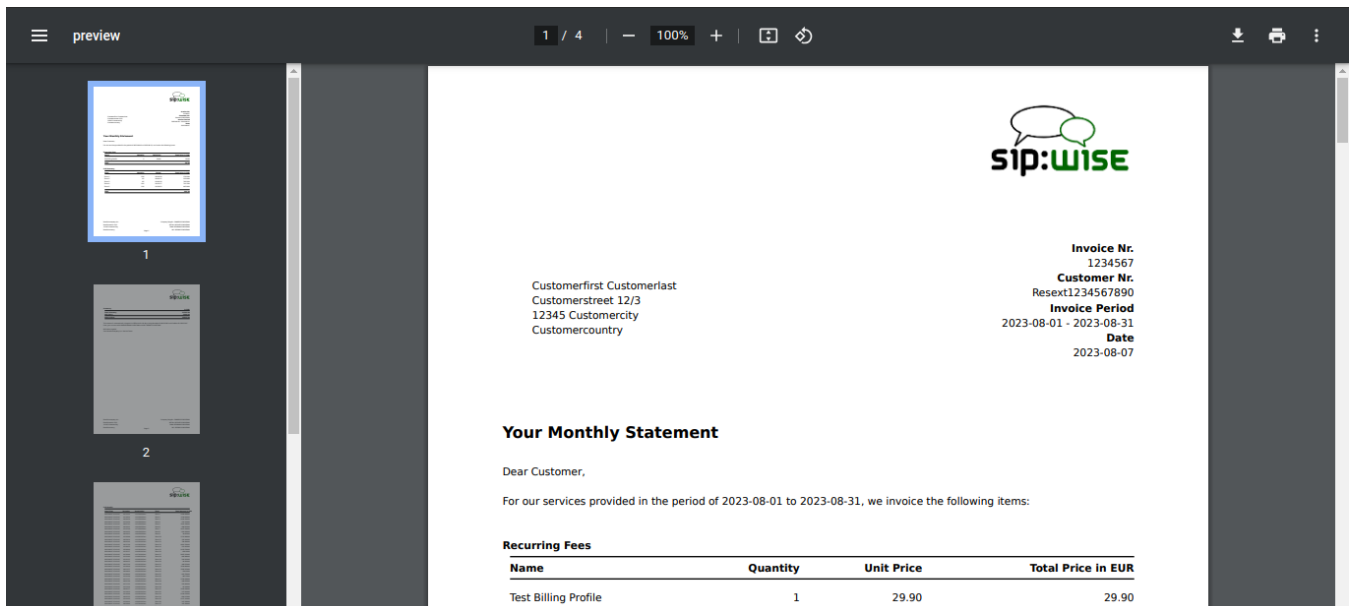 preview
1 / 4
100%
1
2
sip:wise
Invoice Nr.
1234567
Customer Nr.
Resext1234567890
Invoice Period
2023-08-01 - 2023-08-31
Date
2023-08-07
Customerfirst Customerlast
Customerstreet 12/3
12345 Customercity
Customercountry
Your Monthly Statement
Dear Customer,
For our services provided in the period of 2023-08-01 to 2023-08-31, we invoice the following items:
Recurring Fees
Name Quantity Unit Price Total Price in EUR
Test Billing Profile 1 29.90 29.90